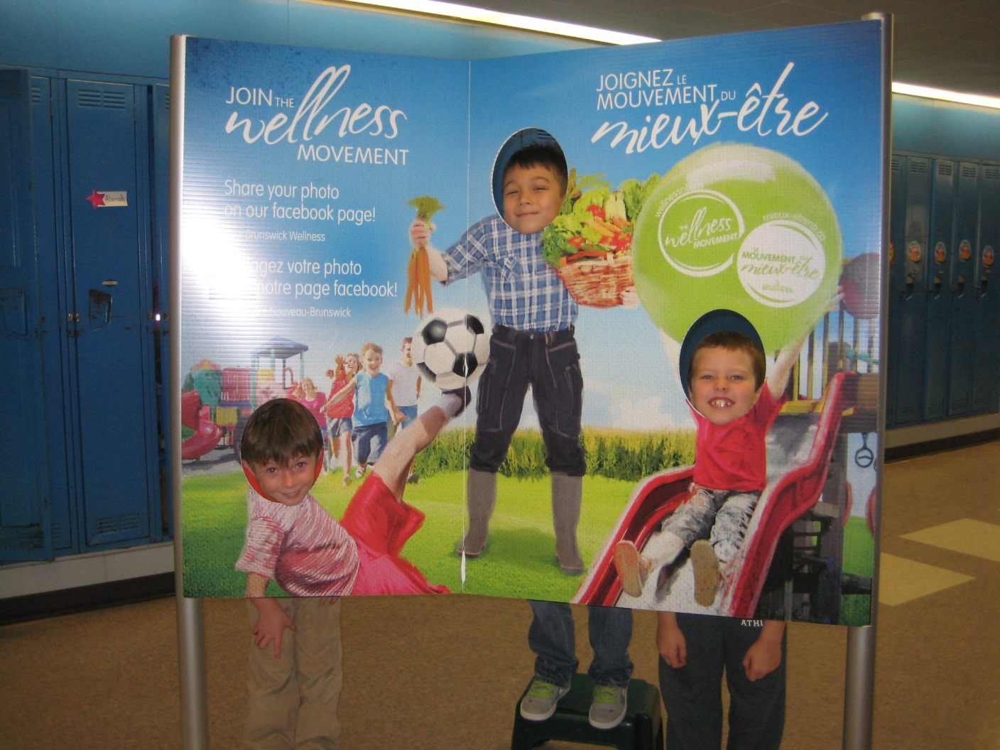 JOIN THE
wellness
MOVEMENT
Share your photo
on our facebook page!
Brunswick Wellness
votre photo
notre page facebook!
Nouveau-Brunswick
JOIGNEZ LE
MOUVEMENT DU
mieux-être
wellnessnb.ca
THE
wellness
MOVEMENT
mieux-etrenb.ca
LE
MOUVEMENT DU
mieux-être
Alainah
ATHL